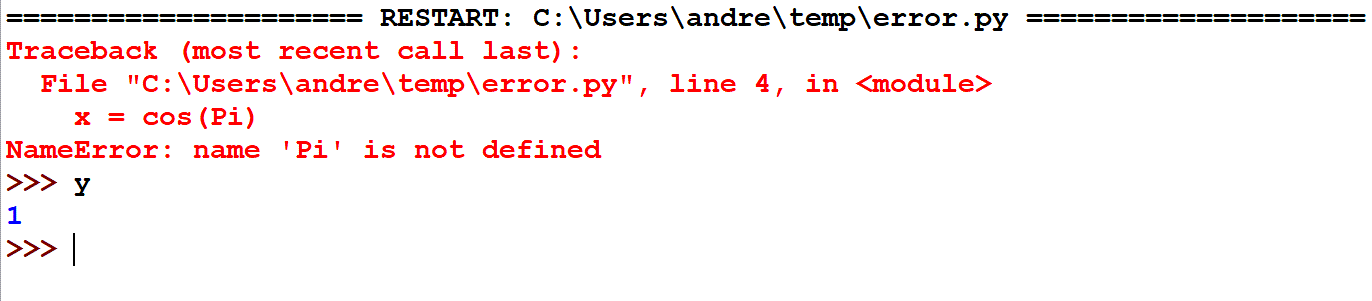 ===================== RESTART: C:\Users\andre\temp\error.py ====================
Traceback (most recent call last):
  File "C:\Users\andre\temp\error.py", line 4, in <module>
    x = cos(Pi)
NameError: name 'Pi' is not defined
>>> y
1
>>>